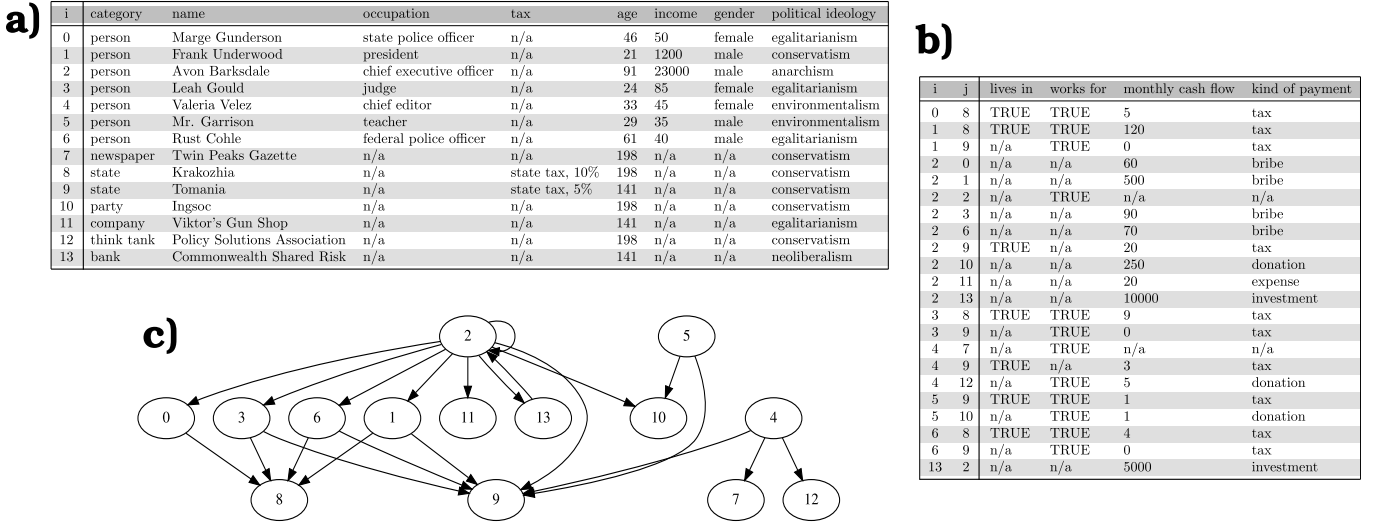 a)
i category name occupation tax age income gender political ideology
0 person Marge Gunderson state police officer n/a 46 50 female egalitarianism
1 person Frank Underwood president n/a 21 1200 male conservatism
2 person Avon Barksdale chief executive officer n/a 91 23000 male anarchism
3 person Leah Gould judge n/a 24 85 female egalitarianism
4 person Valeria Velez chief editor n/a 33 45 female environmentalism
5 person Mr. Garrison teacher n/a 29 35 male environmentalism
6 person Rust Cohle federal police officer n/a 61 40 male egalitarianism
7 newspaper Twin Peaks Gazette n/a n/a 198 n/a n/a conservatism
8 state Krakozhia n/a state tax, 10% 198 n/a n/a conservatism
9 state Tomania n/a state tax, 5% 141 n/a n/a conservatism
10 party Ingsoc n/a n/a 198 n/a n/a conservatism
11 company Viktor's Gun Shop n/a n/a 141 n/a n/a egalitarianism
12 think tank Policy Solutions Association n/a n/a 198 n/a n/a conservatism
13 bank Commonwealth Shared Risk n/a n/a 141 n/a n/a neoliberalism
b)
i j lives in works for monthly cash flow kind of payment
0 8 TRUE TRUE 5 tax
1 8 TRUE TRUE 120 tax
1 9 n/a TRUE 0 tax
2 0 n/a n/a 60 bribe
2 1 n/a n/a 500 bribe
2 2 n/a TRUE n/a n/a
2 3 n/a n/a 90 bribe
2 6 n/a n/a 70 bribe
2 9 TRUE n/a 20 tax
2 10 n/a n/a 250 donation
2 11 n/a n/a 20 expense
2 13 n/a n/a 10000 investment
3 8 TRUE TRUE 9 tax
3 9 n/a TRUE 0 tax
4 7 n/a TRUE n/a n/a
4 9 TRUE n/a 3 tax
4 12 n/a TRUE 5 donation
5 9 TRUE TRUE 1 tax
5 10 n/a TRUE 1 donation
6 8 TRUE TRUE 4 tax
6 9 n/a TRUE 0 tax
13 2 n/a n/a 5000 investment
c)
2 5
0 3 6 1 11 13 10 4
8 9 7 12